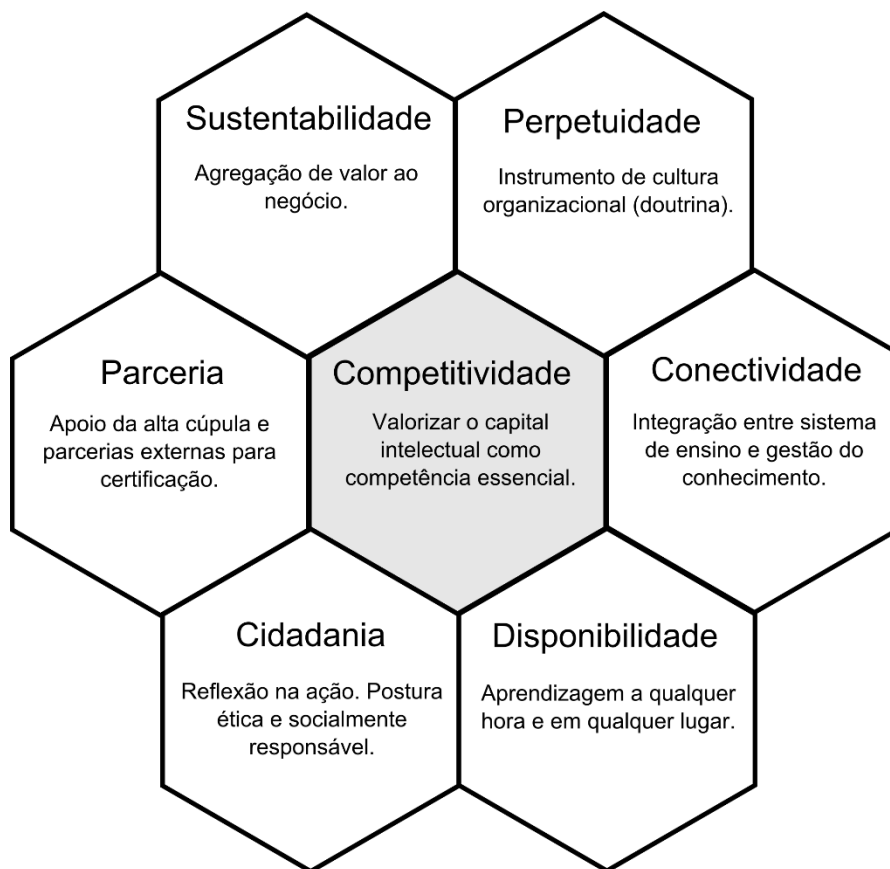 Sustentabilidade
Agregação de valor ao
negócio.
Perpetuidade
Instrumento de cultura
organizacional (doutrina).
Parceria
Apoio da alta cúpula e
parcerias externas para
certificação.
Competitividade
Valorizar o capital
intelectual como
competência essencial.
Conectividade
Integração entre sistema
de ensino e gestão do
conhecimento.
Cidadania
Reflexão na ação. Postura
ética e socialmente
responsável.
Disponibilidade
Aprendizagem a qualquer
hora e em qualquer lugar.